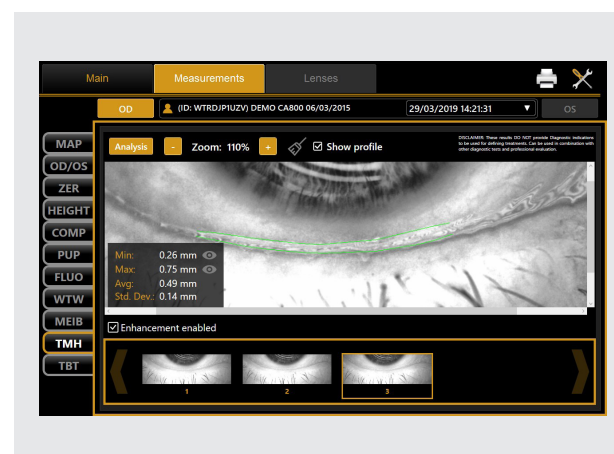 Main Measurements Lenses
OD (ID: WTRDJP1UZV) DEMO CA800 06/03/2015 29/03/2019 14:21:31 OS
MAP
OD/OS
ZER
HEIGHT
COMP
PUP
FLUO
WTW
MEIB
TMH
TBT
Analysis - Zoom: 110% + Show profile
DISCLAIMER: These results DO NOT provide Diagnostic indications
to be used for defining treatments. Can be used in combination with
other diagnostic tests and professional evaluation.
Min: 0.26 mm
Max: 0.75 mm
Avg: 0.49 mm
Std. Dev.: 0.14 mm
Enhancement enabled
1 2 3